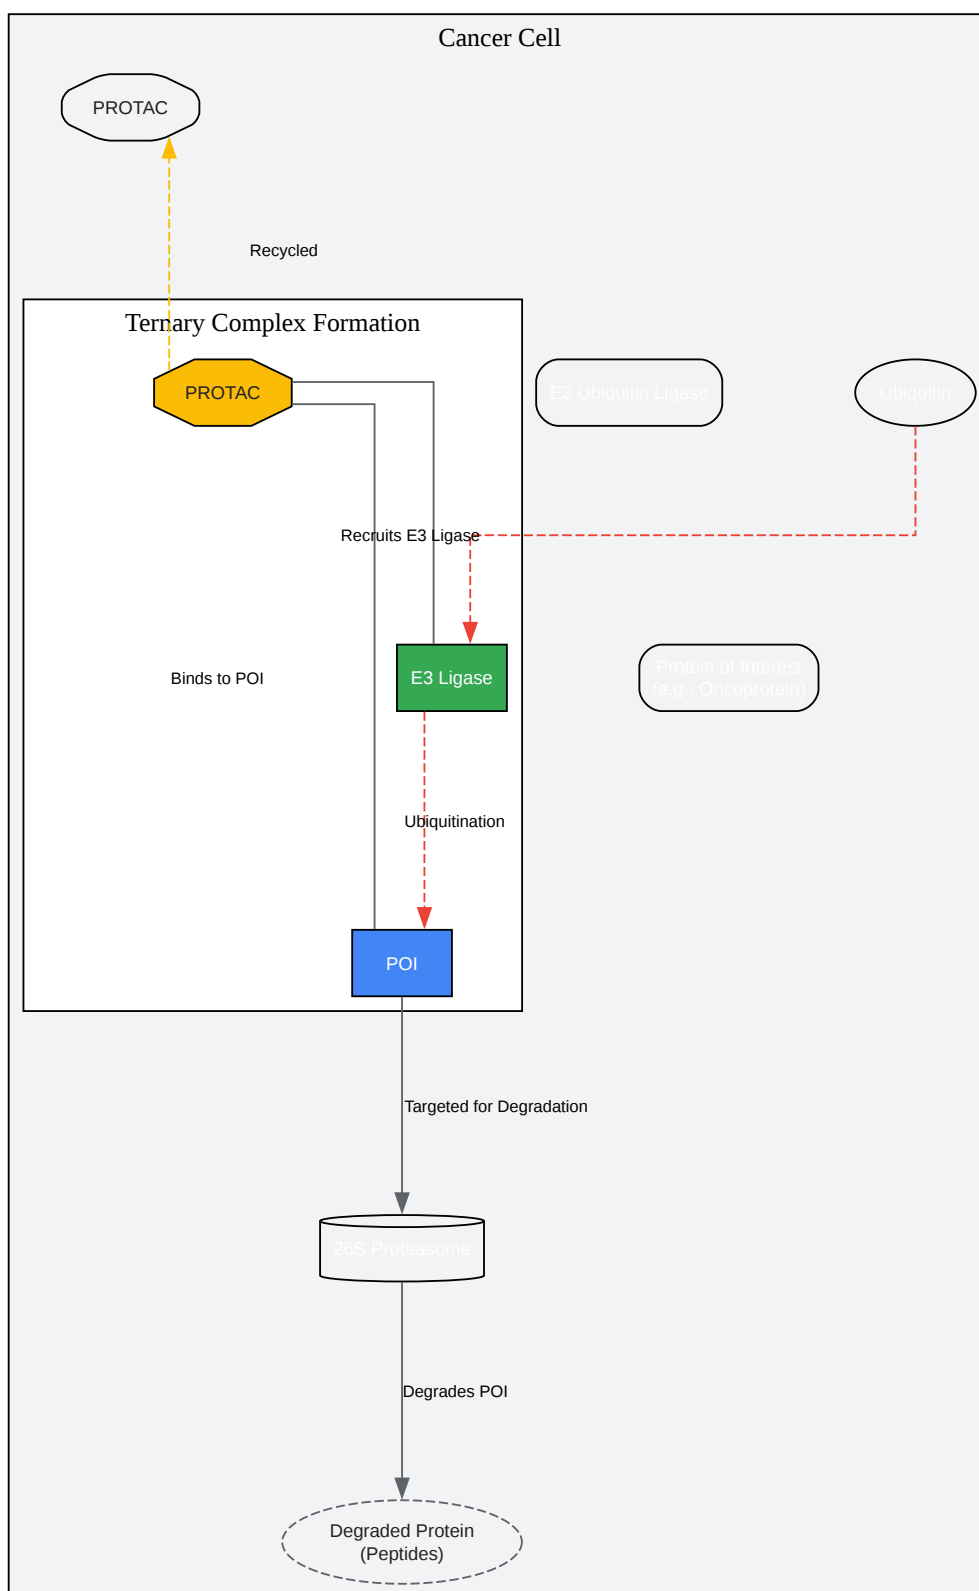 Cancer Cell
PROTAC
Recycled
Ternary Complex Formation
PROTAC
E3 Ubiquitin Ligase
Ubiquitin
Recruits E3 Ligase
Binds to POI
E3 Ligase
Protein of Interest
(e.g., Oncoprotein)
Ubiquitination
POI
Targeted for Degradation
26S Proteasome
Degrades POI
Degraded Protein
(Peptides)